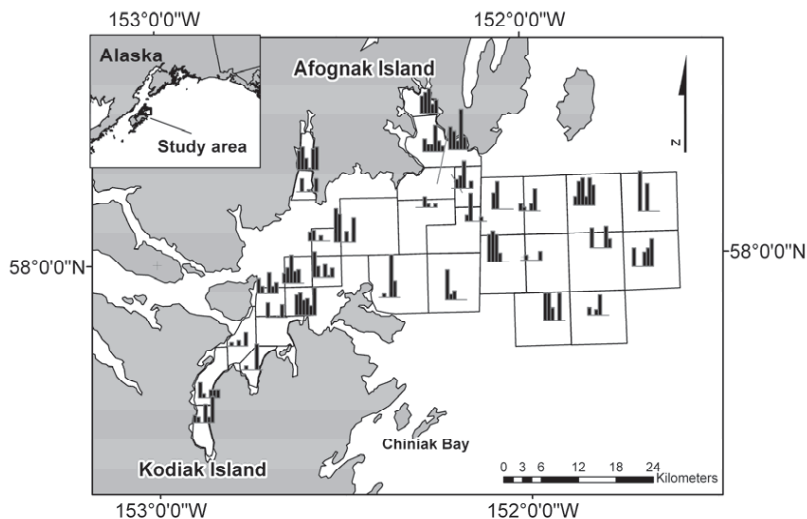 153°0'0"W 152°0'0"W
Alaska
Afognak Island
Study area
N
58°0'0"N 58°0'0"N
Chiniak Bay
Kodiak Island
0 3 6 12 18 24
Kilometers
153°0'0"W 152°0'0"W